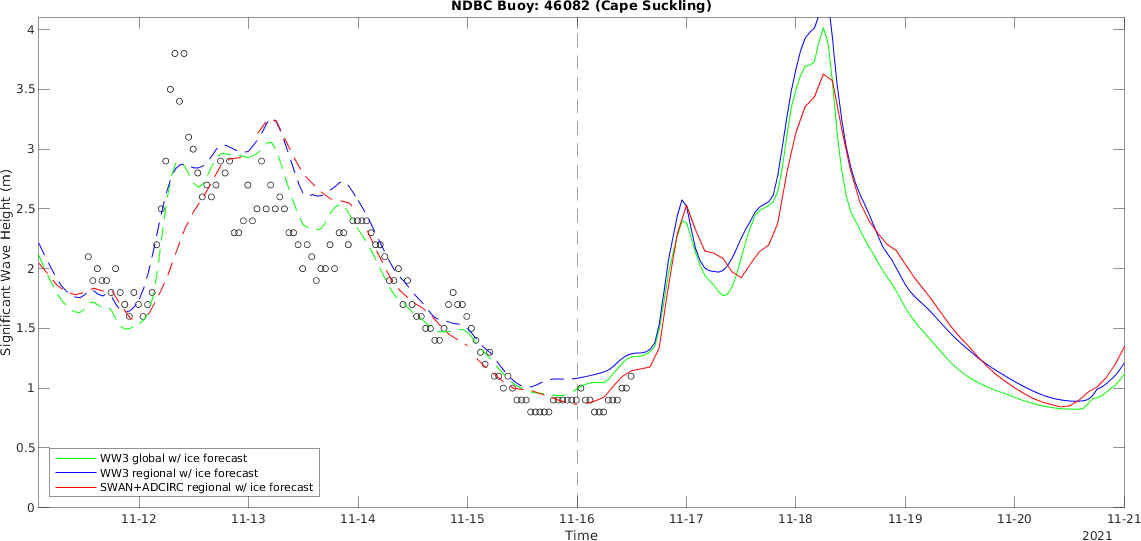 NDBC Buoy: 46082 (Cape Suckling)
Significant Wave Height (m)
4
3.5
3
2.5
2
1.5
1
0.5
0
WW3 global w/ ice forecast
WW3 regional w/ ice forecast
SWAN+ADCIRC regional w/ ice forecast
11-12 11-13 11-14 11-15 11-16 11-17 11-18 11-19 11-20 11-21
Time
2021